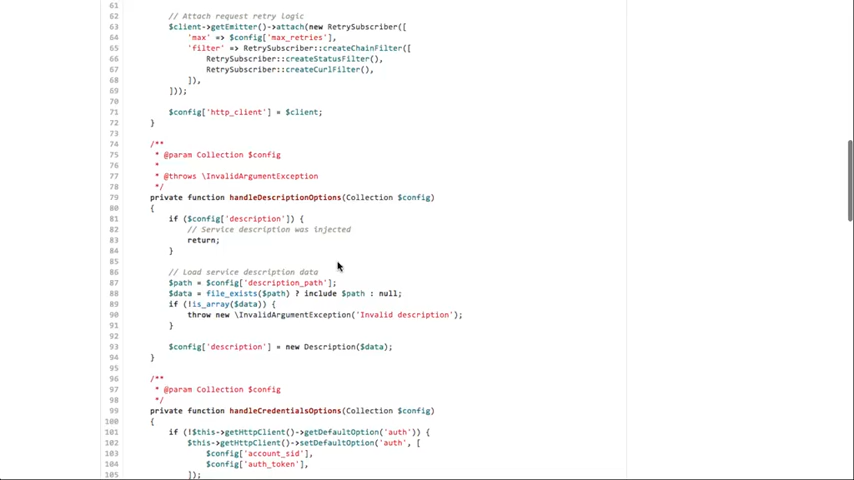 61
62 // Attach request retry logic
63 $client->getEmitter()->attach(new RetrySubscriber([
64 'max' => $config['max_retries'],
65 'filter' => RetrySubscriber::createChainFilter([
66 RetrySubscriber::createStatusFilter(),
67 RetrySubscriber::createCurlFilter(),
68 ]),
69 ]));
70
71 $config['http_client'] = $client;
72 }
73
74 /**
75 * @param Collection $config
76 *
77 * @throws \InvalidArgumentException
78 */
79 private function handleDescriptionOptions(Collection $config)
80 {
81 if ($config['description']) {
82 // Service description was injected
83 return;
84 }
85
86 // Load service description data
87 $path = $config['description_path'];
88 $data = file_exists($path) ? include $path : null;
89 if (!is_array($data)) {
90 throw new \InvalidArgumentException('Invalid description');
91 }
92
93 $config['description'] = new Description($data);
94 }
95
96 /**
97 * @param Collection $config
98 */
99 private function handleCredentialsOptions(Collection $config)
100 {
101 if (!$this->getHttpClient()->getDefaultOption('auth')) {
102 $this->getHttpClient()->setDefaultOption('auth', [
103 $config['account_sid'],
104 $config['auth_token'],
105 ]);